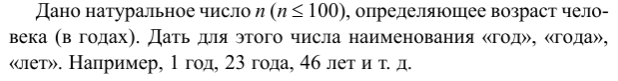 Дано натуральное число n (n ≤ 100), определяющее возраст чело-
века (в годах). Дать для этого числа наименования «год», «года»,
«лет». Например, 1 год, 23 года, 46 лет и т. д.